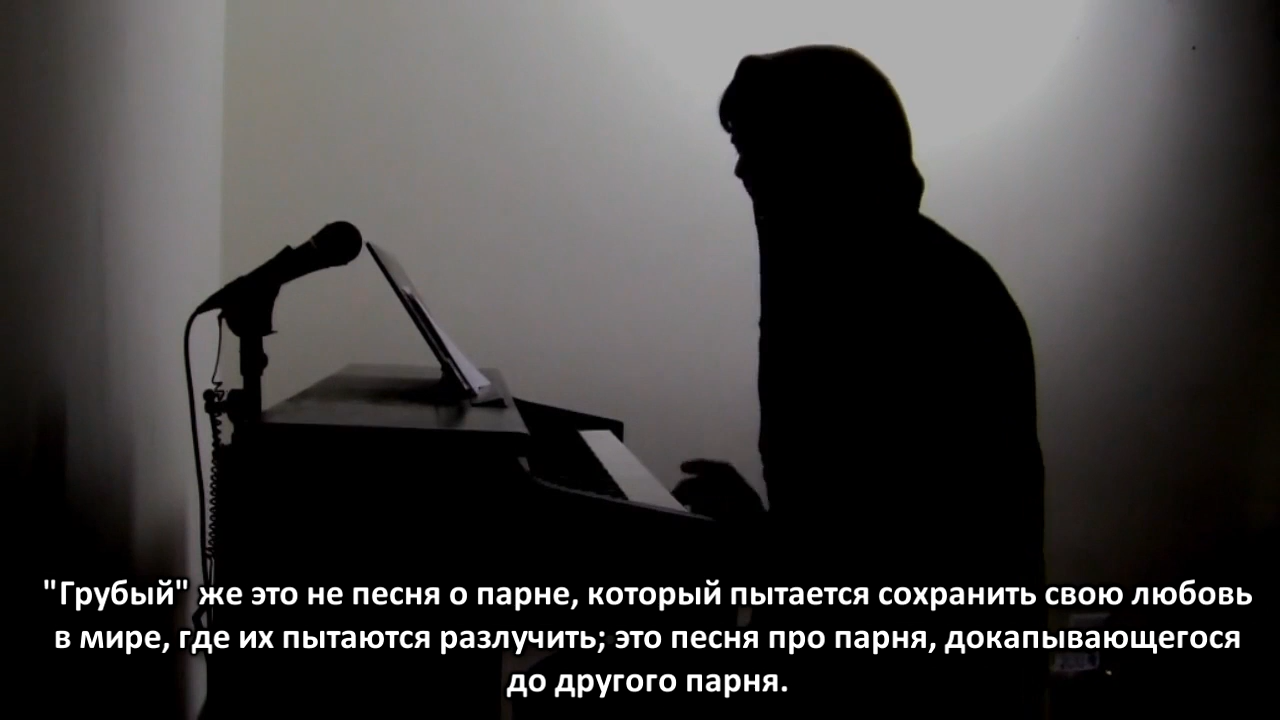 "Грубый" же это не песня о парне, который пытается сохранить свою любовь
в мире, где их пытаются разлучить; это песня про парня, докапывающегося
до другого парня.